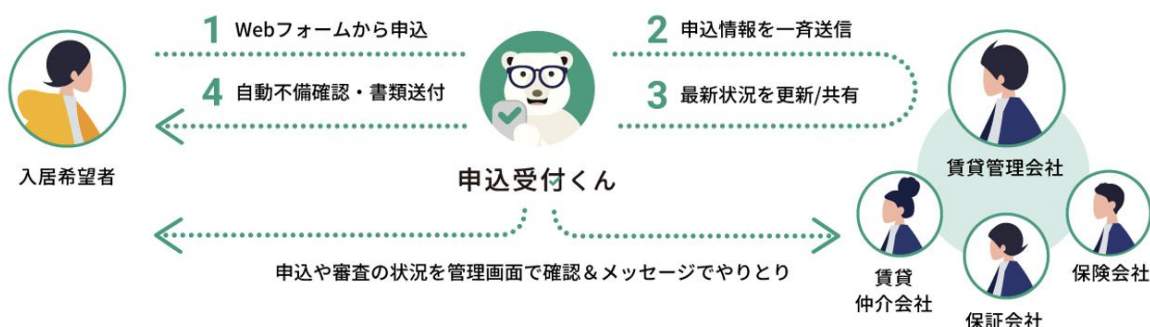 1 Webフォームから申込
2 申込情報を一斉送信
4 自動不備確認・書類送付
3 最新状況を更新/共有
入居希望者
申込受付くん
賃貸管理会社
申込や審査の状況を管理画面で確認&メッセージでやりとり
賃貸
仲介会社
保証会社
保険会社